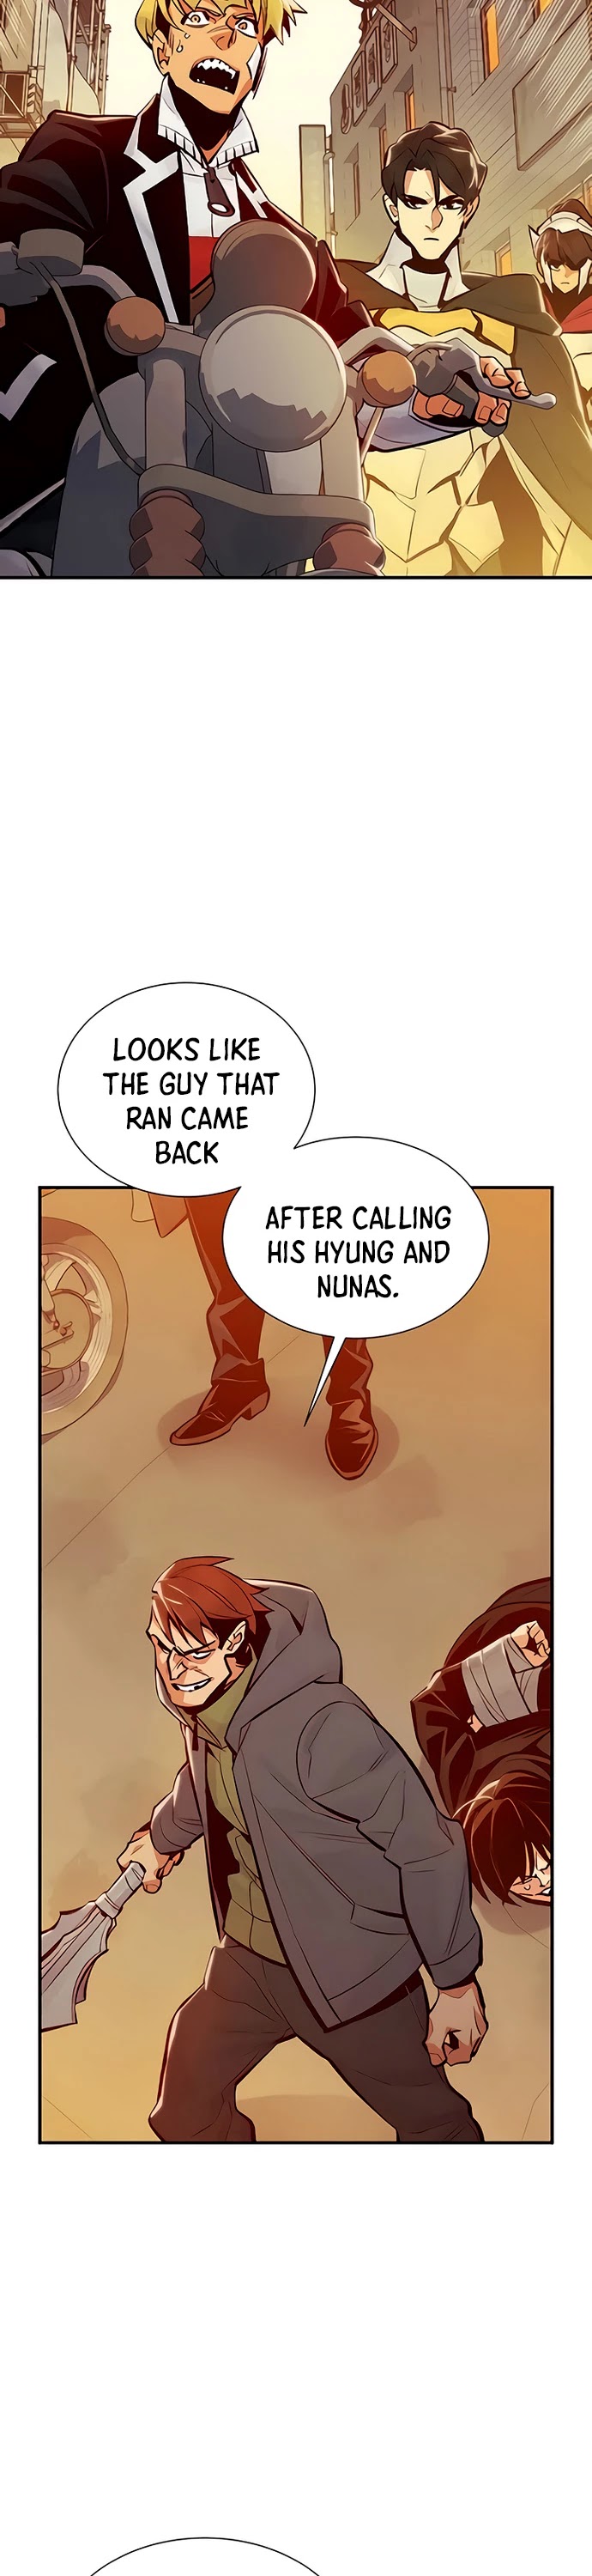 LOOKS LIKE
THE GUY THAT
RAN CAME
BACK
AFTER CALLING
HIS HYUNG AND
NUNAS.